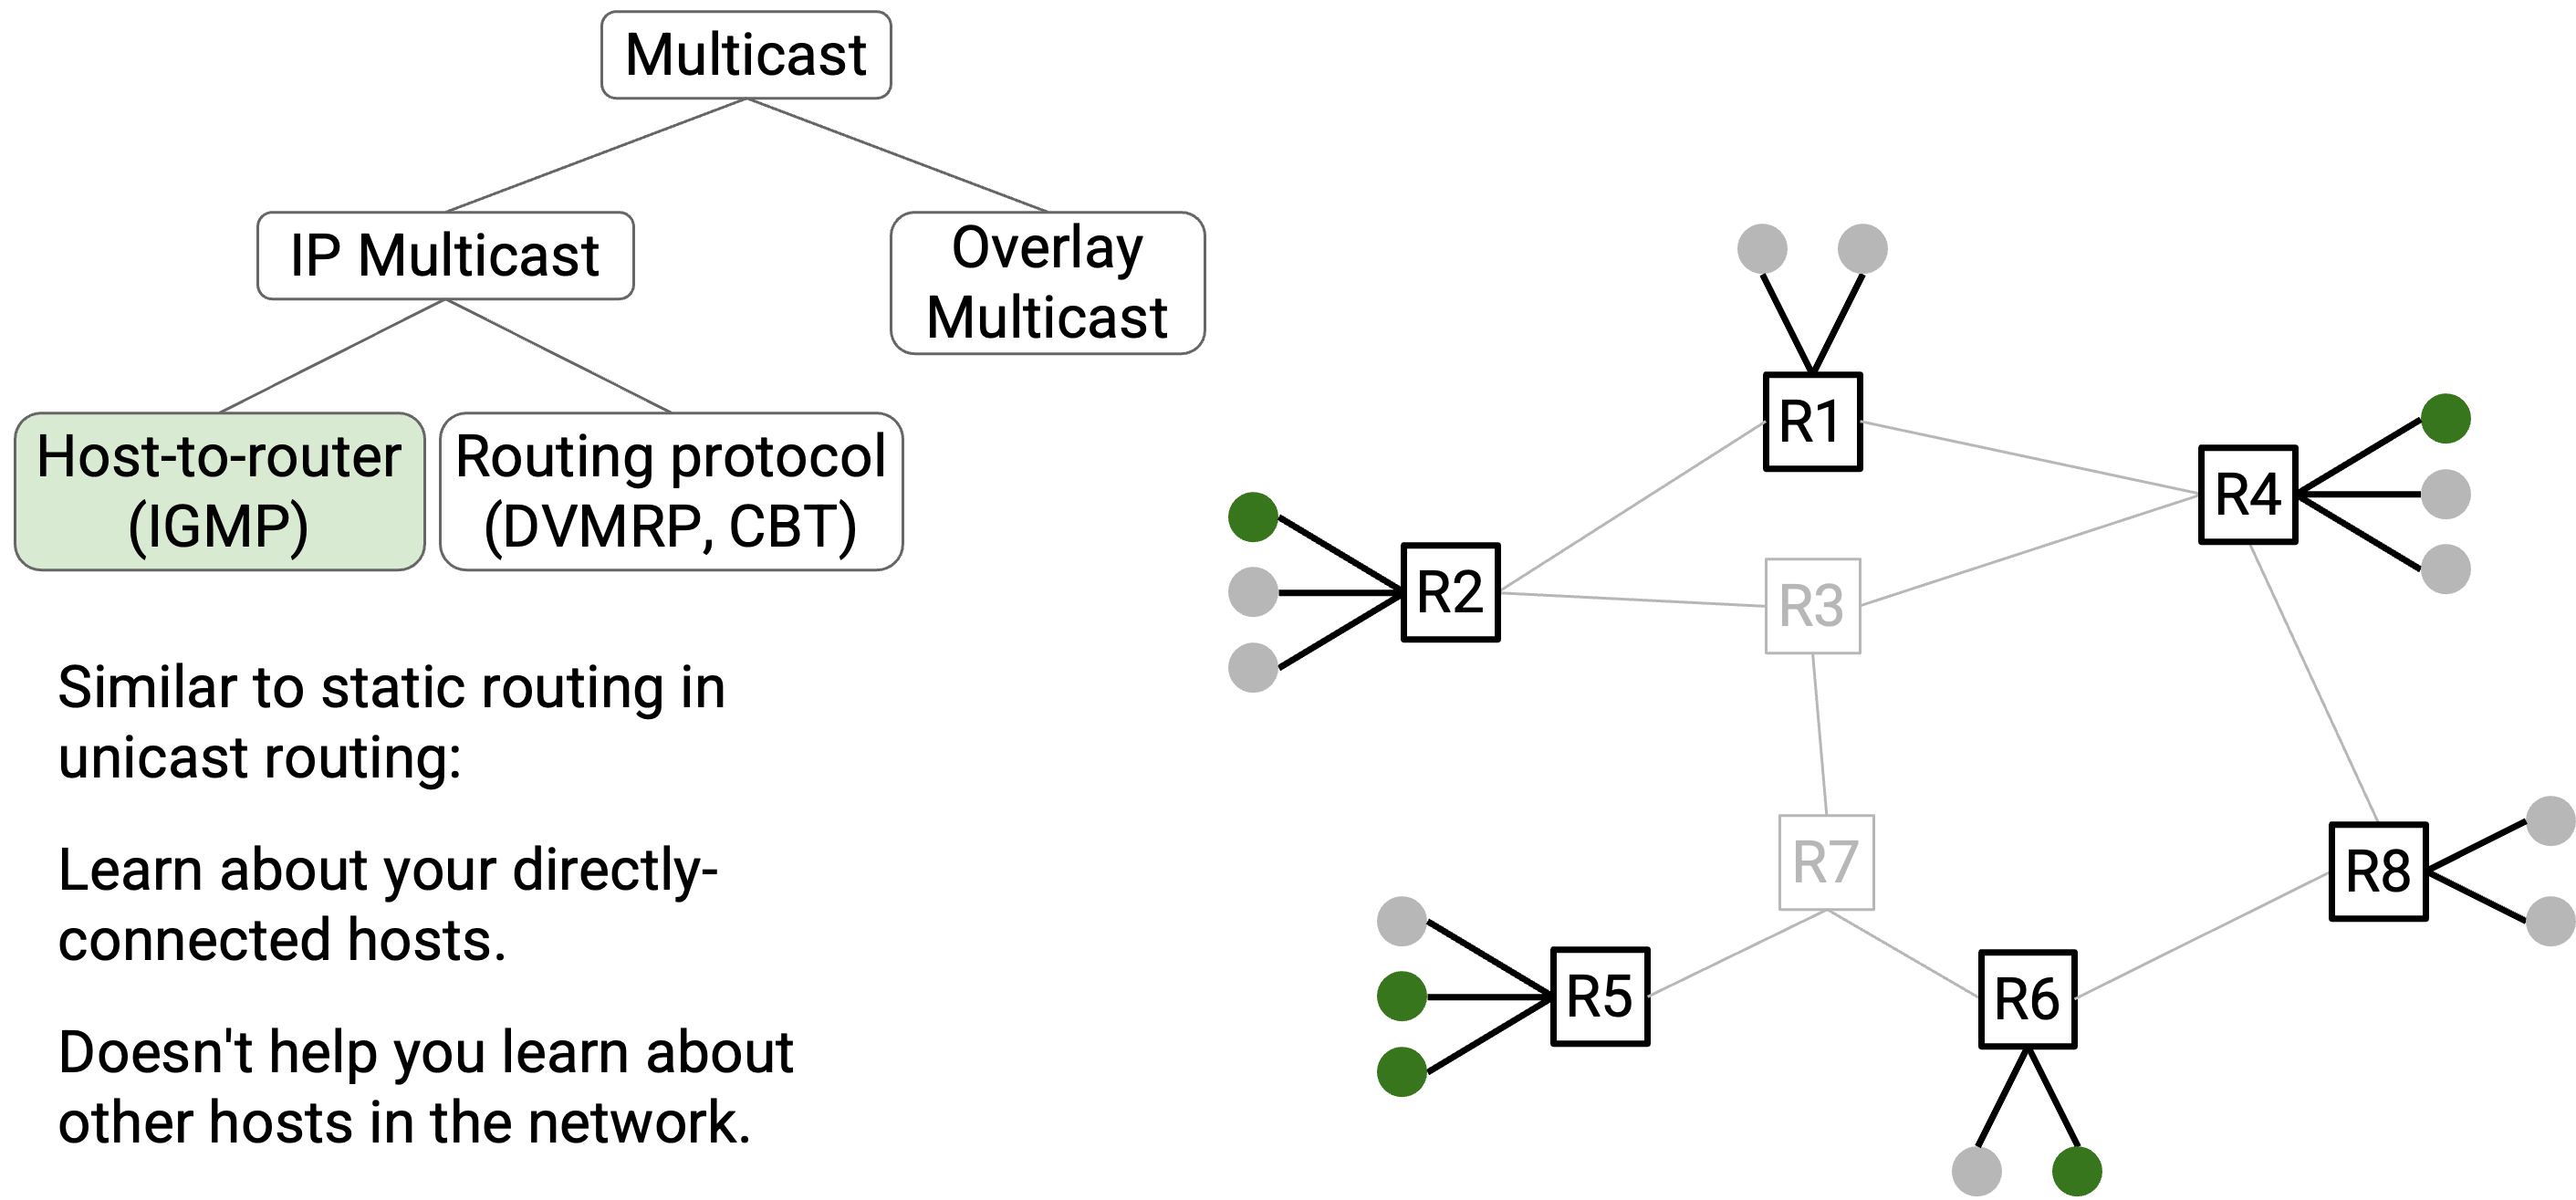 Multicast
IP Multicast
Overlay
Multicast
Host-to-router
(IGMP)
Routing protocol
(DVMRP, CBT)
Similar to static routing in
unicast routing:
Learn about your directly-
connected hosts.
Doesn't help you learn about
other hosts in the network.
R1
R4
R2
R3
R7
R8
R5
R6